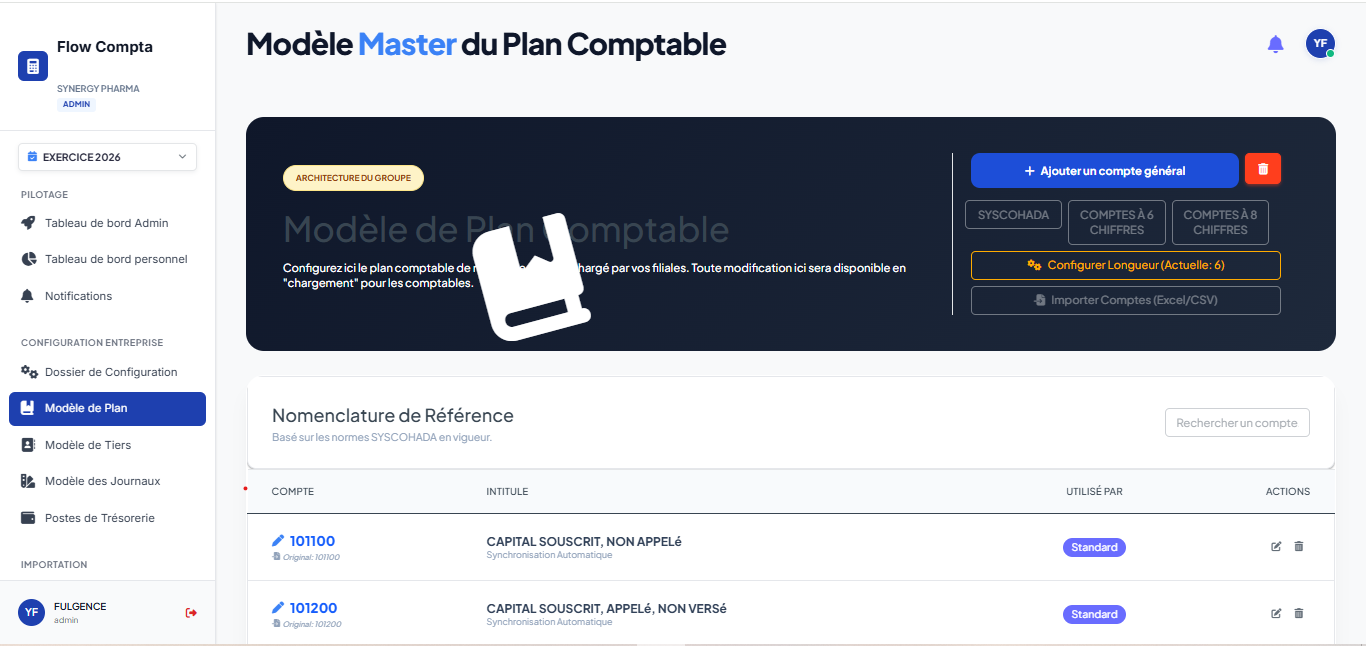 Flow Compta
SYNERGY PHARMA
ADMIN
EXERCICE 2026
PILOTAGE
Tableau de bord Admin
Tableau de bord personnel
Notifications
CONFIGURATION ENTREPRISE
Dossier de Configuration
Modèle de Plan
Modèle de Tiers
Modèle des Journaux
Postes de Trésorerie
IMPORTATION
YF
FULGENCE
admin
Modèle Master du Plan Comptable
YF
ARCHITECTURE DU GROUPE
Modèle de Plan omptable
Configurez ici le plan comptable de hargé par vos filiales. Toute modification ici sera disponible en
"chargement" pour les comptables.
+ Ajouter un compte général
SYSCOHADA
COMPTES À 6
CHIFFRES
COMPTES À 8
CHIFFRES
Configurer Longueur (Actuelle: 6)
Importer Comptes (Excel/CSV)
Nomenclature de Référence
Basé sur les normes SYSCOHADA en vigueur.
Rechercher un compte
COMPTE INTITULE UTILISÉ PAR ACTIONS
101100 CAPITAL SOUSCRIT, NON APPELé Standard
Original: 101100 Synchronisation Automatique
101200 CAPITAL SOUSCRIT, APPELé, NON VERSé Standard
Original: 101200 Synchronisation Automatique